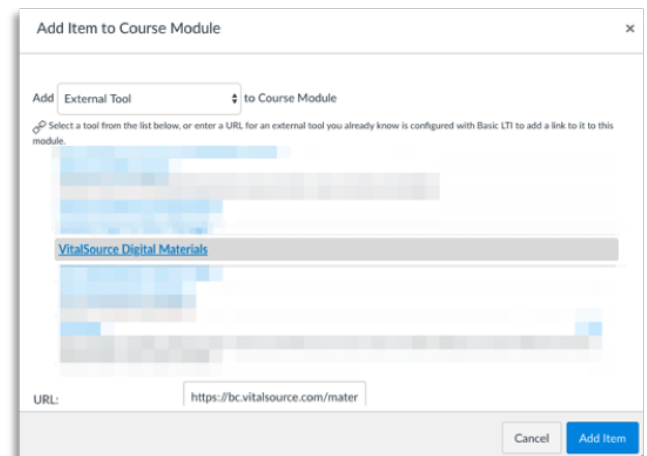 Add Item to Course Module ×
Add External Tool to Course Module
Select a tool from the list below, or enter a URL for an external tool you already know is configured with Basic LTI to add a link to it to this
module.
VitalSource Digital Materials
URL: https://bc.vitalsource.com/mater
Cancel Add Item